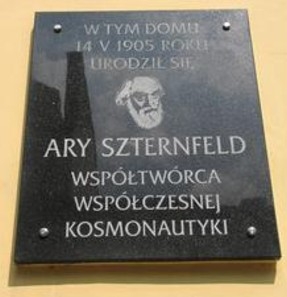 W TYM DOMU
14 V 1905 ROKU
URODZIŁ SIĘ
ARY SZTERNFELD
WSPÓŁTWÓRCA
WSPÓŁCZESNEJ
KOSMONAUTYKI